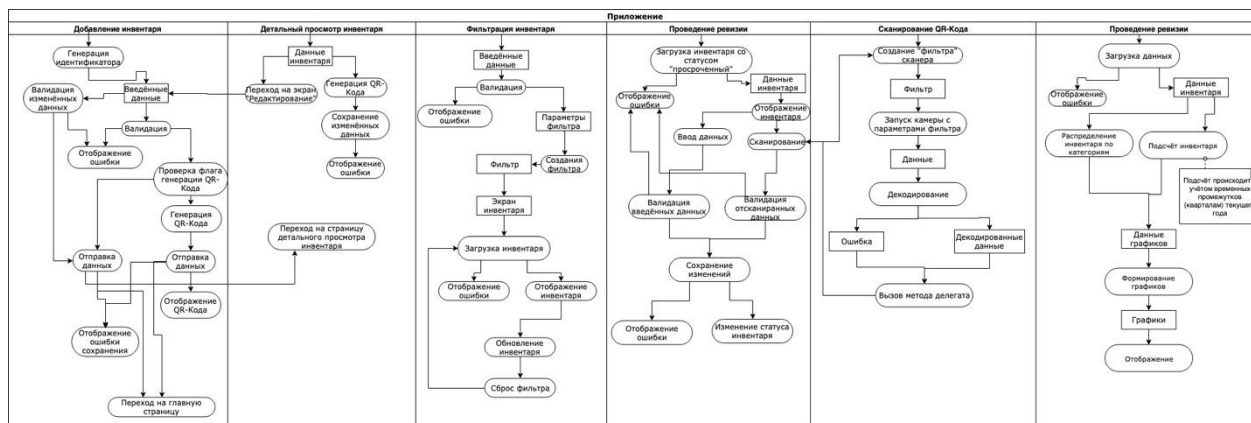 Приложение
Добавление инвентаря
Детальный просмотр инвентаря
Фильтрация инвентаря
Проведение ревизии
Сканирование QR-Кода
Проведение ревизии
Генерация
идентификатора
Валидация
изменённых
данных
Введённые
данные
Валидация
Отображение
ошибки
Проверка флага
генерации QR-
Кода
Генерация
QR-Кода
Отправка
данных
Отправка
данных
Отображение
QR-Кода
Отображение
ошибки
сохранения
Переход на главную
страницу
Данные
инвентаря
Переход на экран
"Редактирование"
Генерация QR-
Кода
Сохранение
изменённых
данных
Отображение
ошибки
Переход на страницу
детального просмотра
инвентаря
Введённые
данные
Валидация
Отображение
ошибки
Параметры
фильтра
Создания
фильтра
Фильтр
Экран
инвентаря
Загрузка инвентаря
Отображение
ошибки
Отображение
инвентаря
Обновление
инвентаря
Сброс фильтра
Загрузка инвентаря со
статусом
"просроченный"
Данные
инвентаря
Отображение
ошибки
Отображение
инвентаря
Ввод данных
Сканирование
Валидация
введённых данных
Валидация
отсканиранных
данных
Сохранение
изменений
Отображение
ошибки
Изменение статуса
инвентаря
Создание "фильтра"
сканера
Фильтр
Запуск камеры с
параметрами фильтра
Данные
Декодирование
Ошибка
Декодированные
данные
Вызов метода делегата
Загрузка данных
Отображение
ошибки
Данные
инвентаря
Распределение
инвентаря по
категориям
Подсчёт инвентаря
Подсчёт происходит
учётом временных
промежутков
(кварталам) текущег
года
Данные
графиков
Формирование
графиков
Графики
Отображение